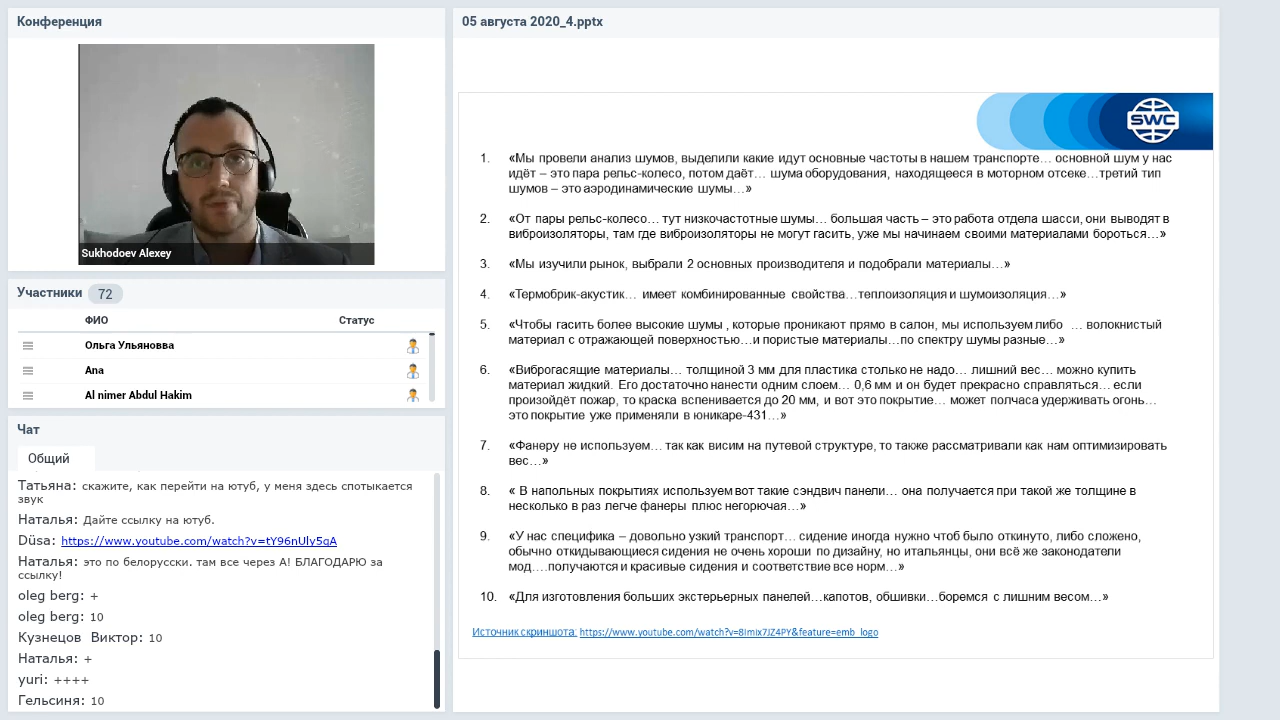 Конференция
Sukhodoev Alexey
Участники 72
ФИО Статус
Ольга Ульяновва
Ana
Al nimer Abdul Hakim
Чат
Общий
Татьяна: скажите, как перейти на ютуб, у меня здесь спотыкается
звук
Наталья: Дайте ссылку на ютуб.
Düsa: https://www.youtube.com/watch?v=tY96nUly5qA
Наталья: это по белорусски. там все через А! БЛАГОДАРЮ за
ссылку!
oleg berg: +
oleg berg: 10
Кузнецов Виктор: 10
Наталья: +
yuri: ++++
Гельсиня: 10
05 августа 2020_4.pptx
SWC
1. «Мы провели анализ шумов, выделили какие идут основные частоты в нашем транспорте… основной шум у нас
идёт – это пара рельс-колесо, потом даёт… шума оборудования, находящееся в моторном отсеке…третий тип
шумов – это аэродинамические шумы…»
2. «От пары рельс-колесо… тут низкочастотные шумы… большая часть – это работа отдела шасси, они выводят в
виброизоляторы, там где виброизоляторы не могут гасить, уже мы начинаем своими материалами бороться…»
3. «Мы изучили рынок, выбрали 2 основных производителя и подобрали материалы…»
4. «Термобрик-акустик… имеет комбинированные свойства…теплоизоляция и шумоизоляция…»
5. «Чтобы гасить более высокие шумы , которые проникают прямо в салон, мы используем либо … волокнистый
материал с отражающей поверхностью…и пористые материалы…по спектру шумы разные…»
6. «Виброгасящие материалы… толщиной 3 мм для пластика столько не надо… лишний вес… можно купить
материал жидкий. Его достаточно нанести одним слоем… 0,6 мм и он будет прекрасно справляться… если
произойдёт пожар, то краска вспенивается до 20 мм, и вот это покрытие… может полчаса удерживать огонь…
это покрытие уже применяли в юникаре-431…»
7. «Фанеру не используем… так как висим на путевой структуре, то также рассматривали как нам оптимизировать
вес…»
8. « В напольных покрытиях используем вот такие сэндвич панели… она получается при такой же толщине в
несколько в раз легче фанеры плюс негорючая…»
9. «У нас специфика – довольно узкий транспорт… сидение иногда нужно чтоб было откинуто, либо сложено,
обычно откидывающиеся сидения не очень хороши по дизайну, но итальянцы, они всё же законодатели
мод….получаются и красивые сидения и соответствие все норм…»
10. «Для изготовления больших экстерьерных панелей…капотов, обшивки…боремся с лишним весом…»
Источник скриншота: https://www.youtube.com/watch?v=8Imix7JZ4PY&feature=emb_logo